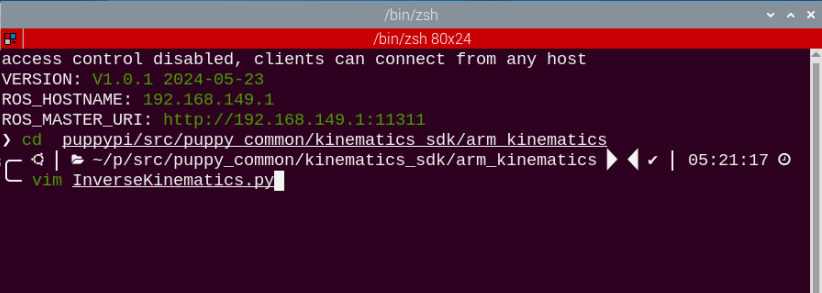 /bin/zsh
/bin/zsh 80x24
access control disabled, clients can connect from any host
VERSION: V1.0.1 2024-05-23
ROS_HOSTNAME: 192.168.149.1
ROS_MASTER_URI: http://192.168.149.1:11311
❯ cd puppypi/src/puppy_common/kinematics_sdk/arm_kinematics
~/p/src/puppy_common/kinematics_sdk/arm_kinematics ✔ | 05:21:17
vim InverseKinematics.py